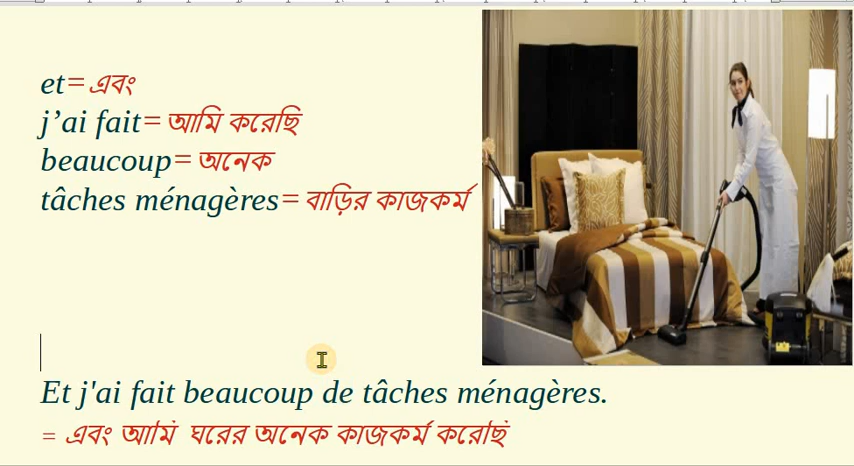 et= এবং
j’ai fait= আমি করেছি
beaucoup= অনেক
tâches ménagères= বাড়ির কাজকর্ম
Et j'ai fait beaucoup de tâches ménagères.
= এবং আমি ঘরের অনেক কাজকর্ম করেছি